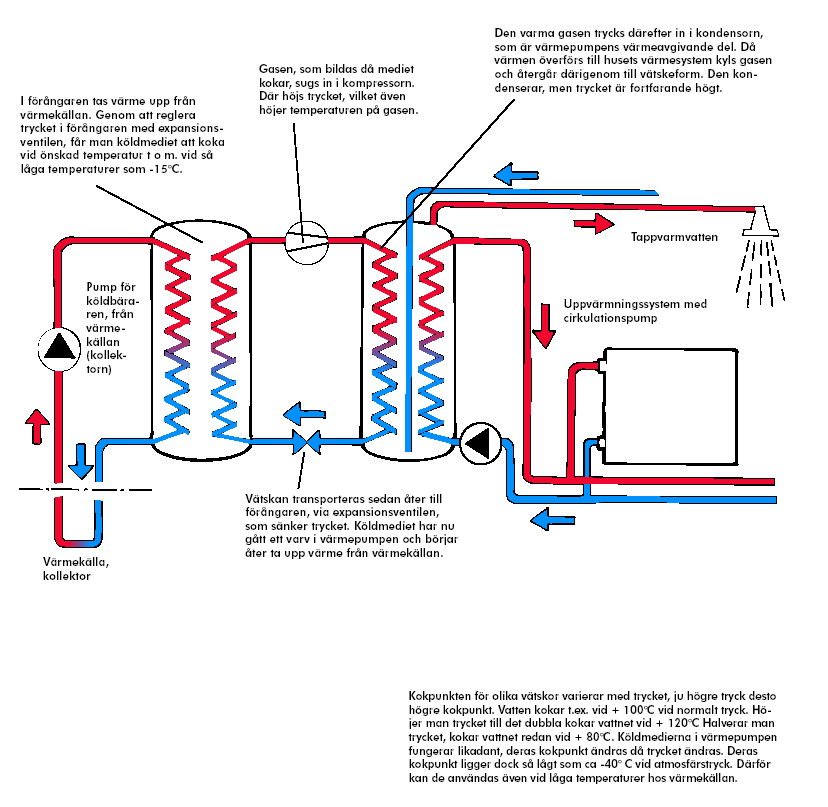 Den varma gasen trycks därefter in i kondensorn,
som är värmepumpens värmeavgivande del. Då
värmen överförs till husets värmesystem kyls gasen
och återgår därigenom till vätskeform. Den kon-
denserar, men trycket är fortfarande högt.
Gasen, som bildas då mediet
kokar, sugs in i kompressorn.
Där höjs trycket, vilket även
höjer temperaturen på gasen.
I förångaren tas värme upp från
värmekällan. Genom att reglera
trycket i förångaren med expansions-
ventilen, får man köldmediet att koka
vid önskad temperatur t o m. vid så
låga temperaturer som -15°C.
Tappvarmvatten
Pump för
köldbära-
ren, från
värme-
källan
(kollek-
torn)
Uppvärmningssystem med
cirkulationspump
Vätskan transporteras sedan åter till
förångaren, via expansionsventilen,
som sänker trycket. Köldmediet har nu
gått ett varv i värmepumpen och börjar
åter ta upp värme från värmekällan.
Värmekälla,
kollektor
Kokpunkten för olika vätskor varierar med trycket, ju högre tryck desto
högre kokpunkt. Vatten kokar t.ex. vid + 100°C vid normalt tryck. Hö-
jer man trycket till det dubbla kokar vattnet vid + 120°C Halverar man
trycket, kokar vattnet redan vid + 80°C. Köldmedierna i värmepumpen
fungerar likadant, deras kokpunkt ändras då trycket ändras. Deras
kokpunkt ligger dock så lågt som ca -40° C vid atmosfärstryck. Därför
kan de användas även vid låga temperaturer hos värmekällan.